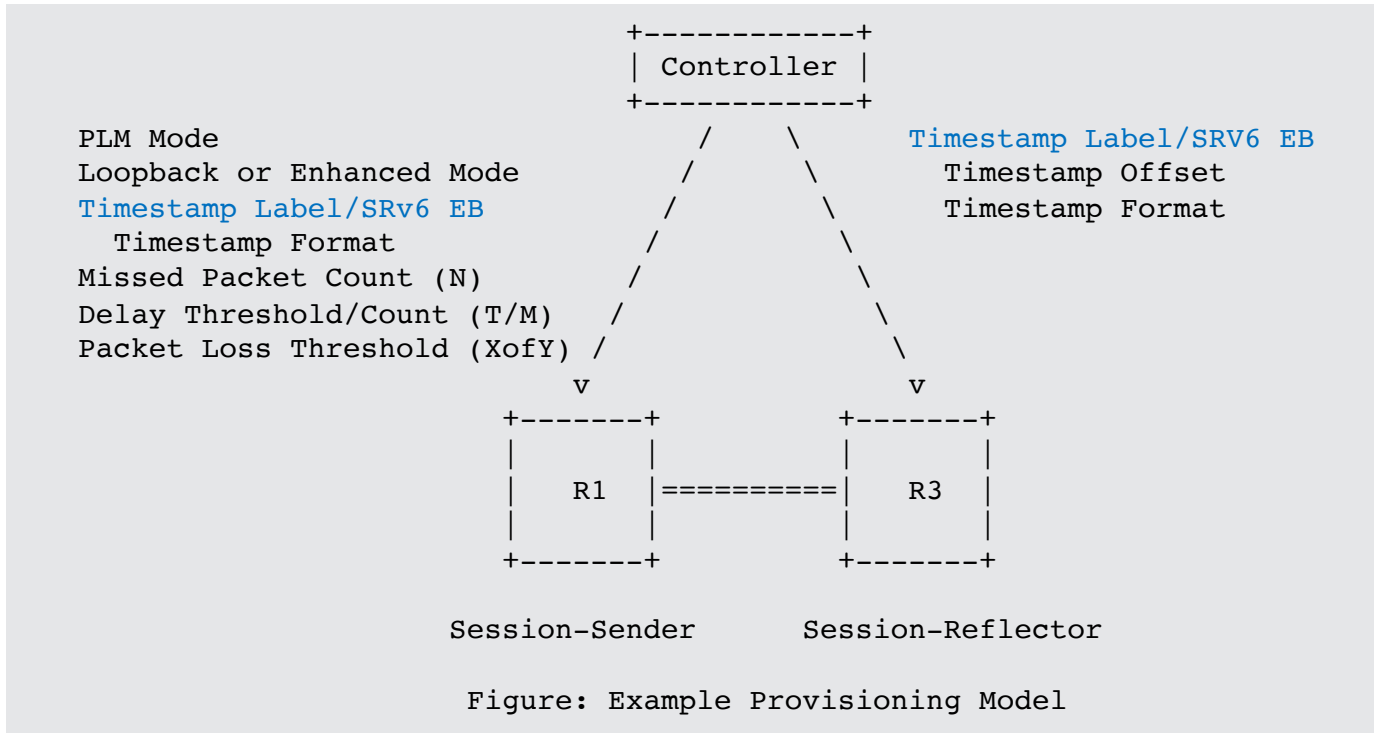 +------------+
| Controller |
+------------+
PLM Mode / \ Timestamp Label/SRV6 EB
Loopback or Enhanced Mode / \ Timestamp Offset
Timestamp Label/SRv6 EB / \ Timestamp Format
Timestamp Format / \
Missed Packet Count (N) / \
Delay Threshold/Count (T/M) / \
Packet Loss Threshold (XofY) / \
v v
+-------+ +-------+
| | | |
| R1 |==========| R3 |
| | | |
+-------+ +-------+
Session-Sender Session-Reflector
Figure: Example Provisioning Model